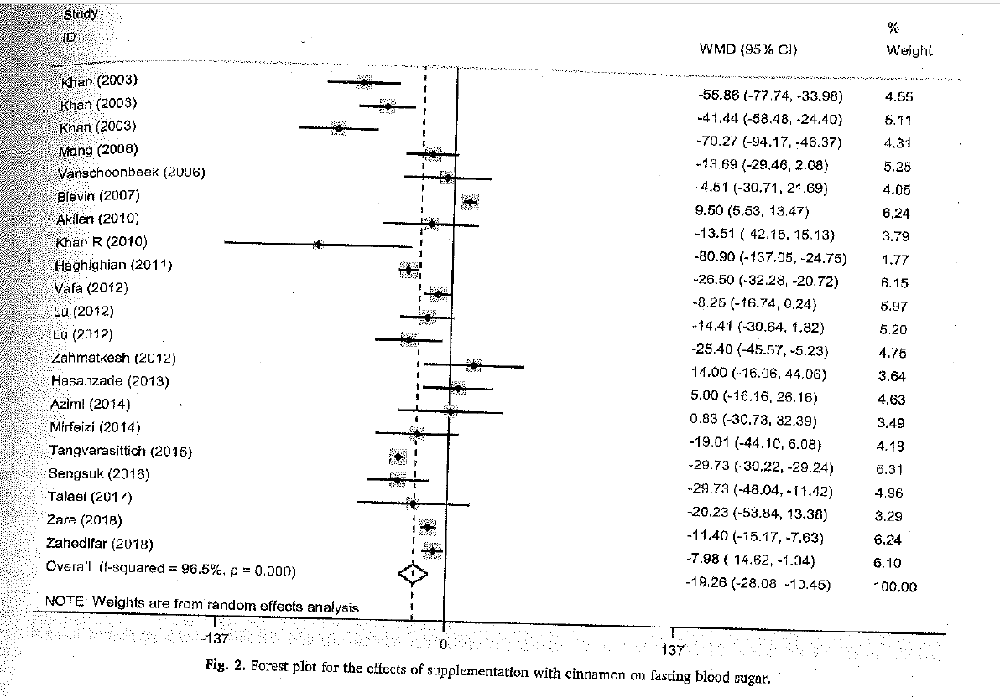 Study
ID
%
WMD (95% CI) Weight
Khan (2003) -55.86 (-77.74, -33.98) 4.55
Khan (2003) -41.44 (-58.48, -24.40) 5.11
Khan (2003) -70.27 (-94.17, -46.37) 4.31
Mang (2006) -13.69 (-29.46, 2.08) 5.25
Vanschoonbeek (2006) -4.51 (-30.71, 21.69) 4.05
Blevin (2007) 9.50 (5.53, 13.47) 6.24
Akilen (2010) -13.51 (-42.15, 15.13) 3.79
Khan R (2010) -80.90 (-137.05, -24.75) 1.77
Haghighian (2011) -26.50 (-32.28, -20.72) 6.15
Vafa (2012) -8.25 (-16.74, 0.24) 5.97
Lu (2012) -14.41 (-30.64, 1.82) 5.20
Lu (2012) -25.40 (-45.57, -5.23) 4.75
Zahmatkesh (2012) 14.00 (-16.06, 44.06) 3.64
Hasanzade (2013) 5.00 (-16.16, 26.16) 4.63
Azimi (2014) 0.83 (-30.73, 32.39) 3.49
Mirfeizi (2014) -19.01 (-44.10, 6.08) 4.18
Tangvarasittich (2015) -29.73 (-30.22, -29.24) 6.31
Sengsuk (2016) -29.73 (-48.04, -11.42) 4.96
Talaei (2017) -20.23 (-53.84, 13.38) 3.29
Zare (2018) -11.40 (-15.17, -7.63) 6.24
Zahedifar (2018) -7.98 (-14.62, -1.34) 6.10
Overall (I-squared = 96.5%, p = 0.000) -19.26 (-28.08, -10.45) 100.00
NOTE: Weights are from random effects analysis
-137 0 137
Fig. 2. Forest plot for the effects of supplementation with cinnamon on fasting blood sugar.